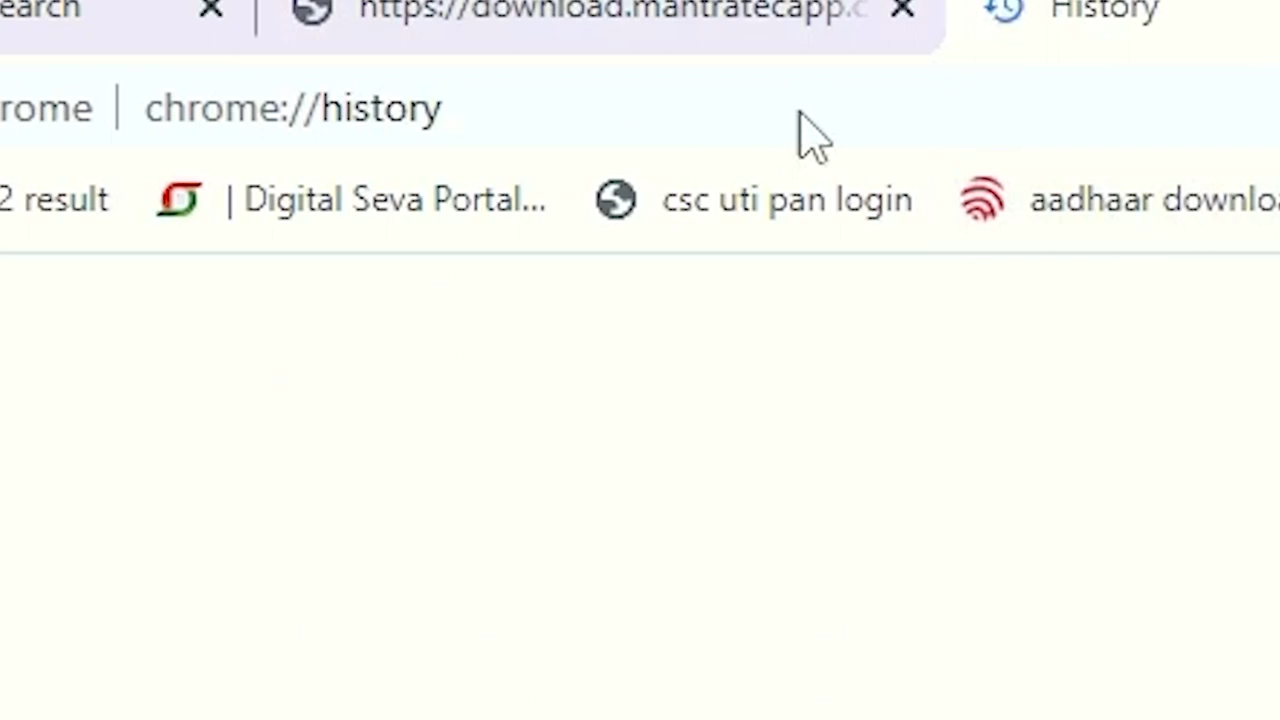 earch https://download.mantratecapp.c History
rome chrome://history
2 result | Digital Seva Portal... csc uti pan login aadhaar downlo